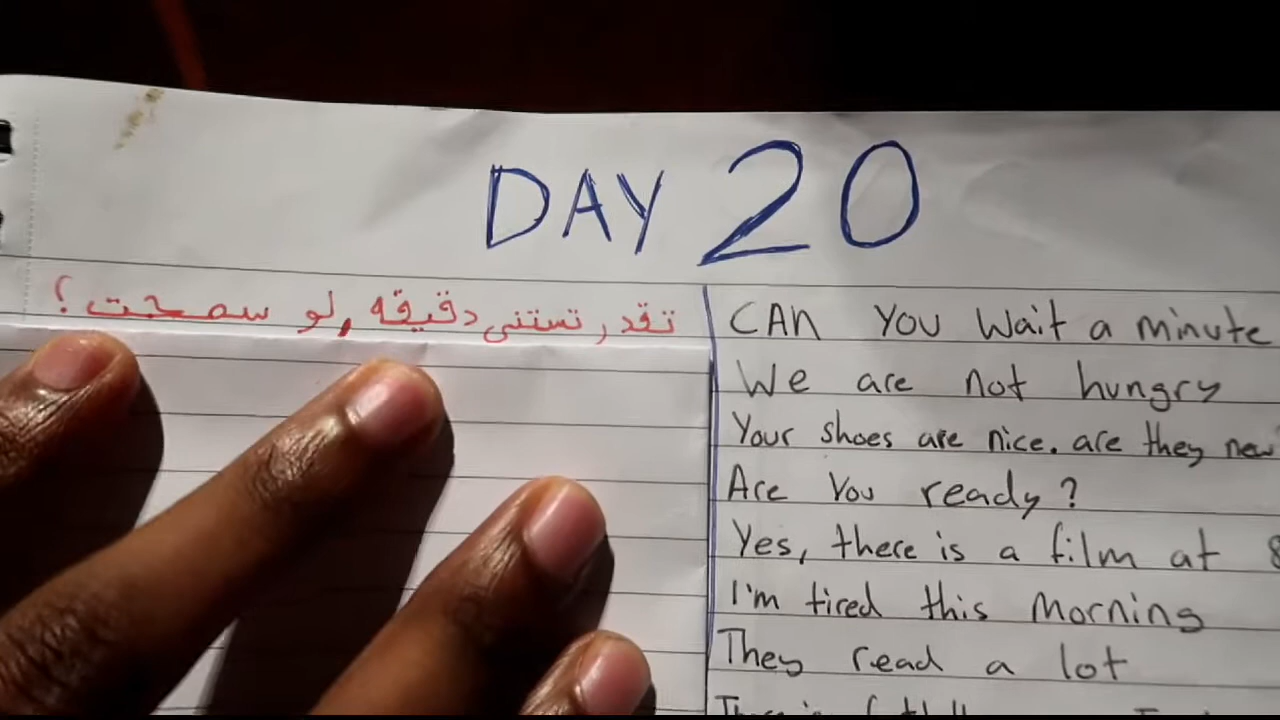 DAY 20
تقدر تستنى دقيقه, لو سمحت؟
CAN YOU Wait a minute
We are not hungry
Your shoes are nice. are they new
Are You ready?
Yes, there is a film at
I'm tired this Morning
They read a lot